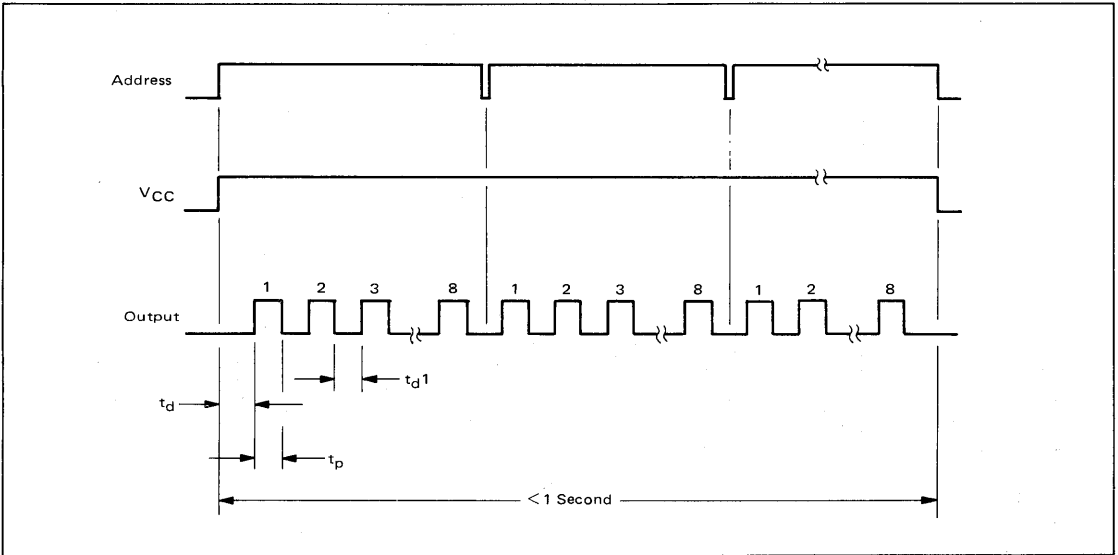 Address
VCC
1 2 3 8 1 2 3 8 1 2 8
Output
td1
td
tp
< 1 Second